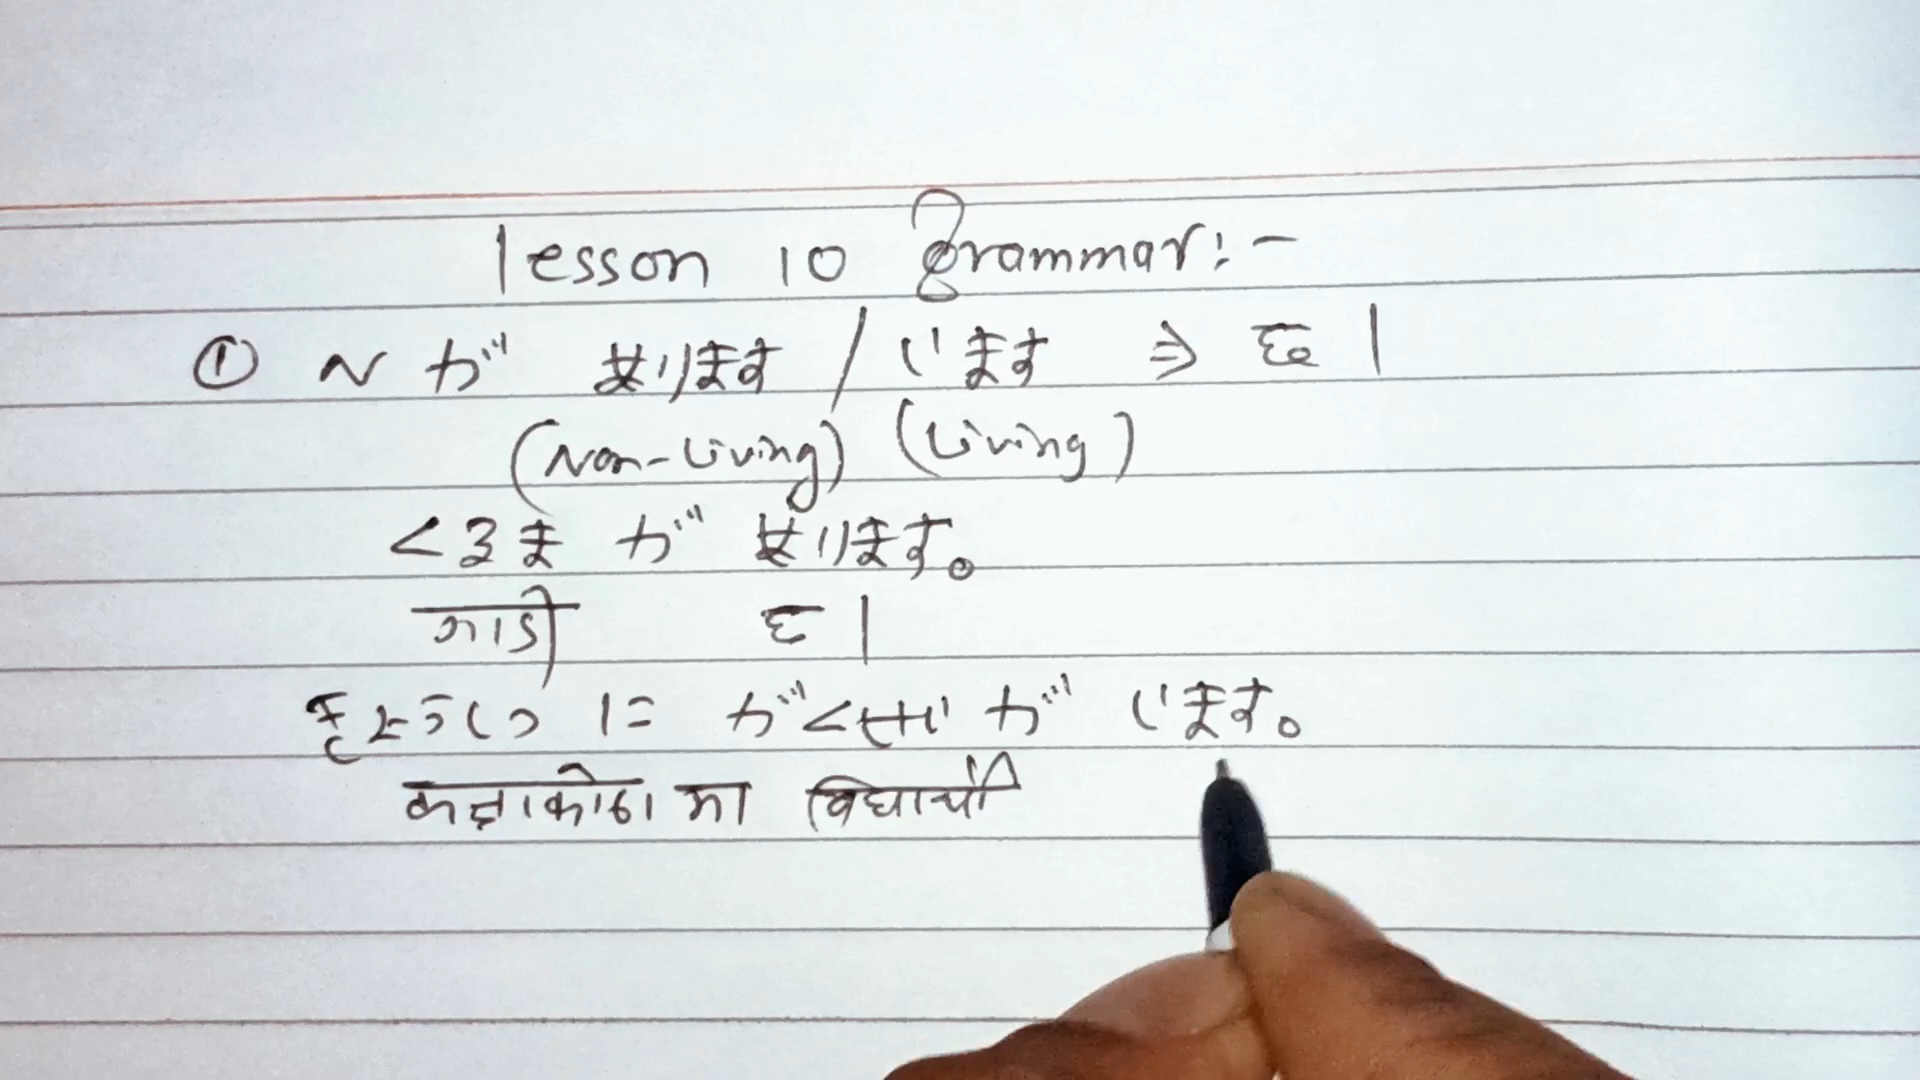 lesson 10 grammar:-
① N が あります / います ⇒ छ।
(Non-Living) (Living)
くるま が あります。
गाडी छ।
きょうしつ に がくせい が います。
कक्षाकोठा मा विद्यार्थी